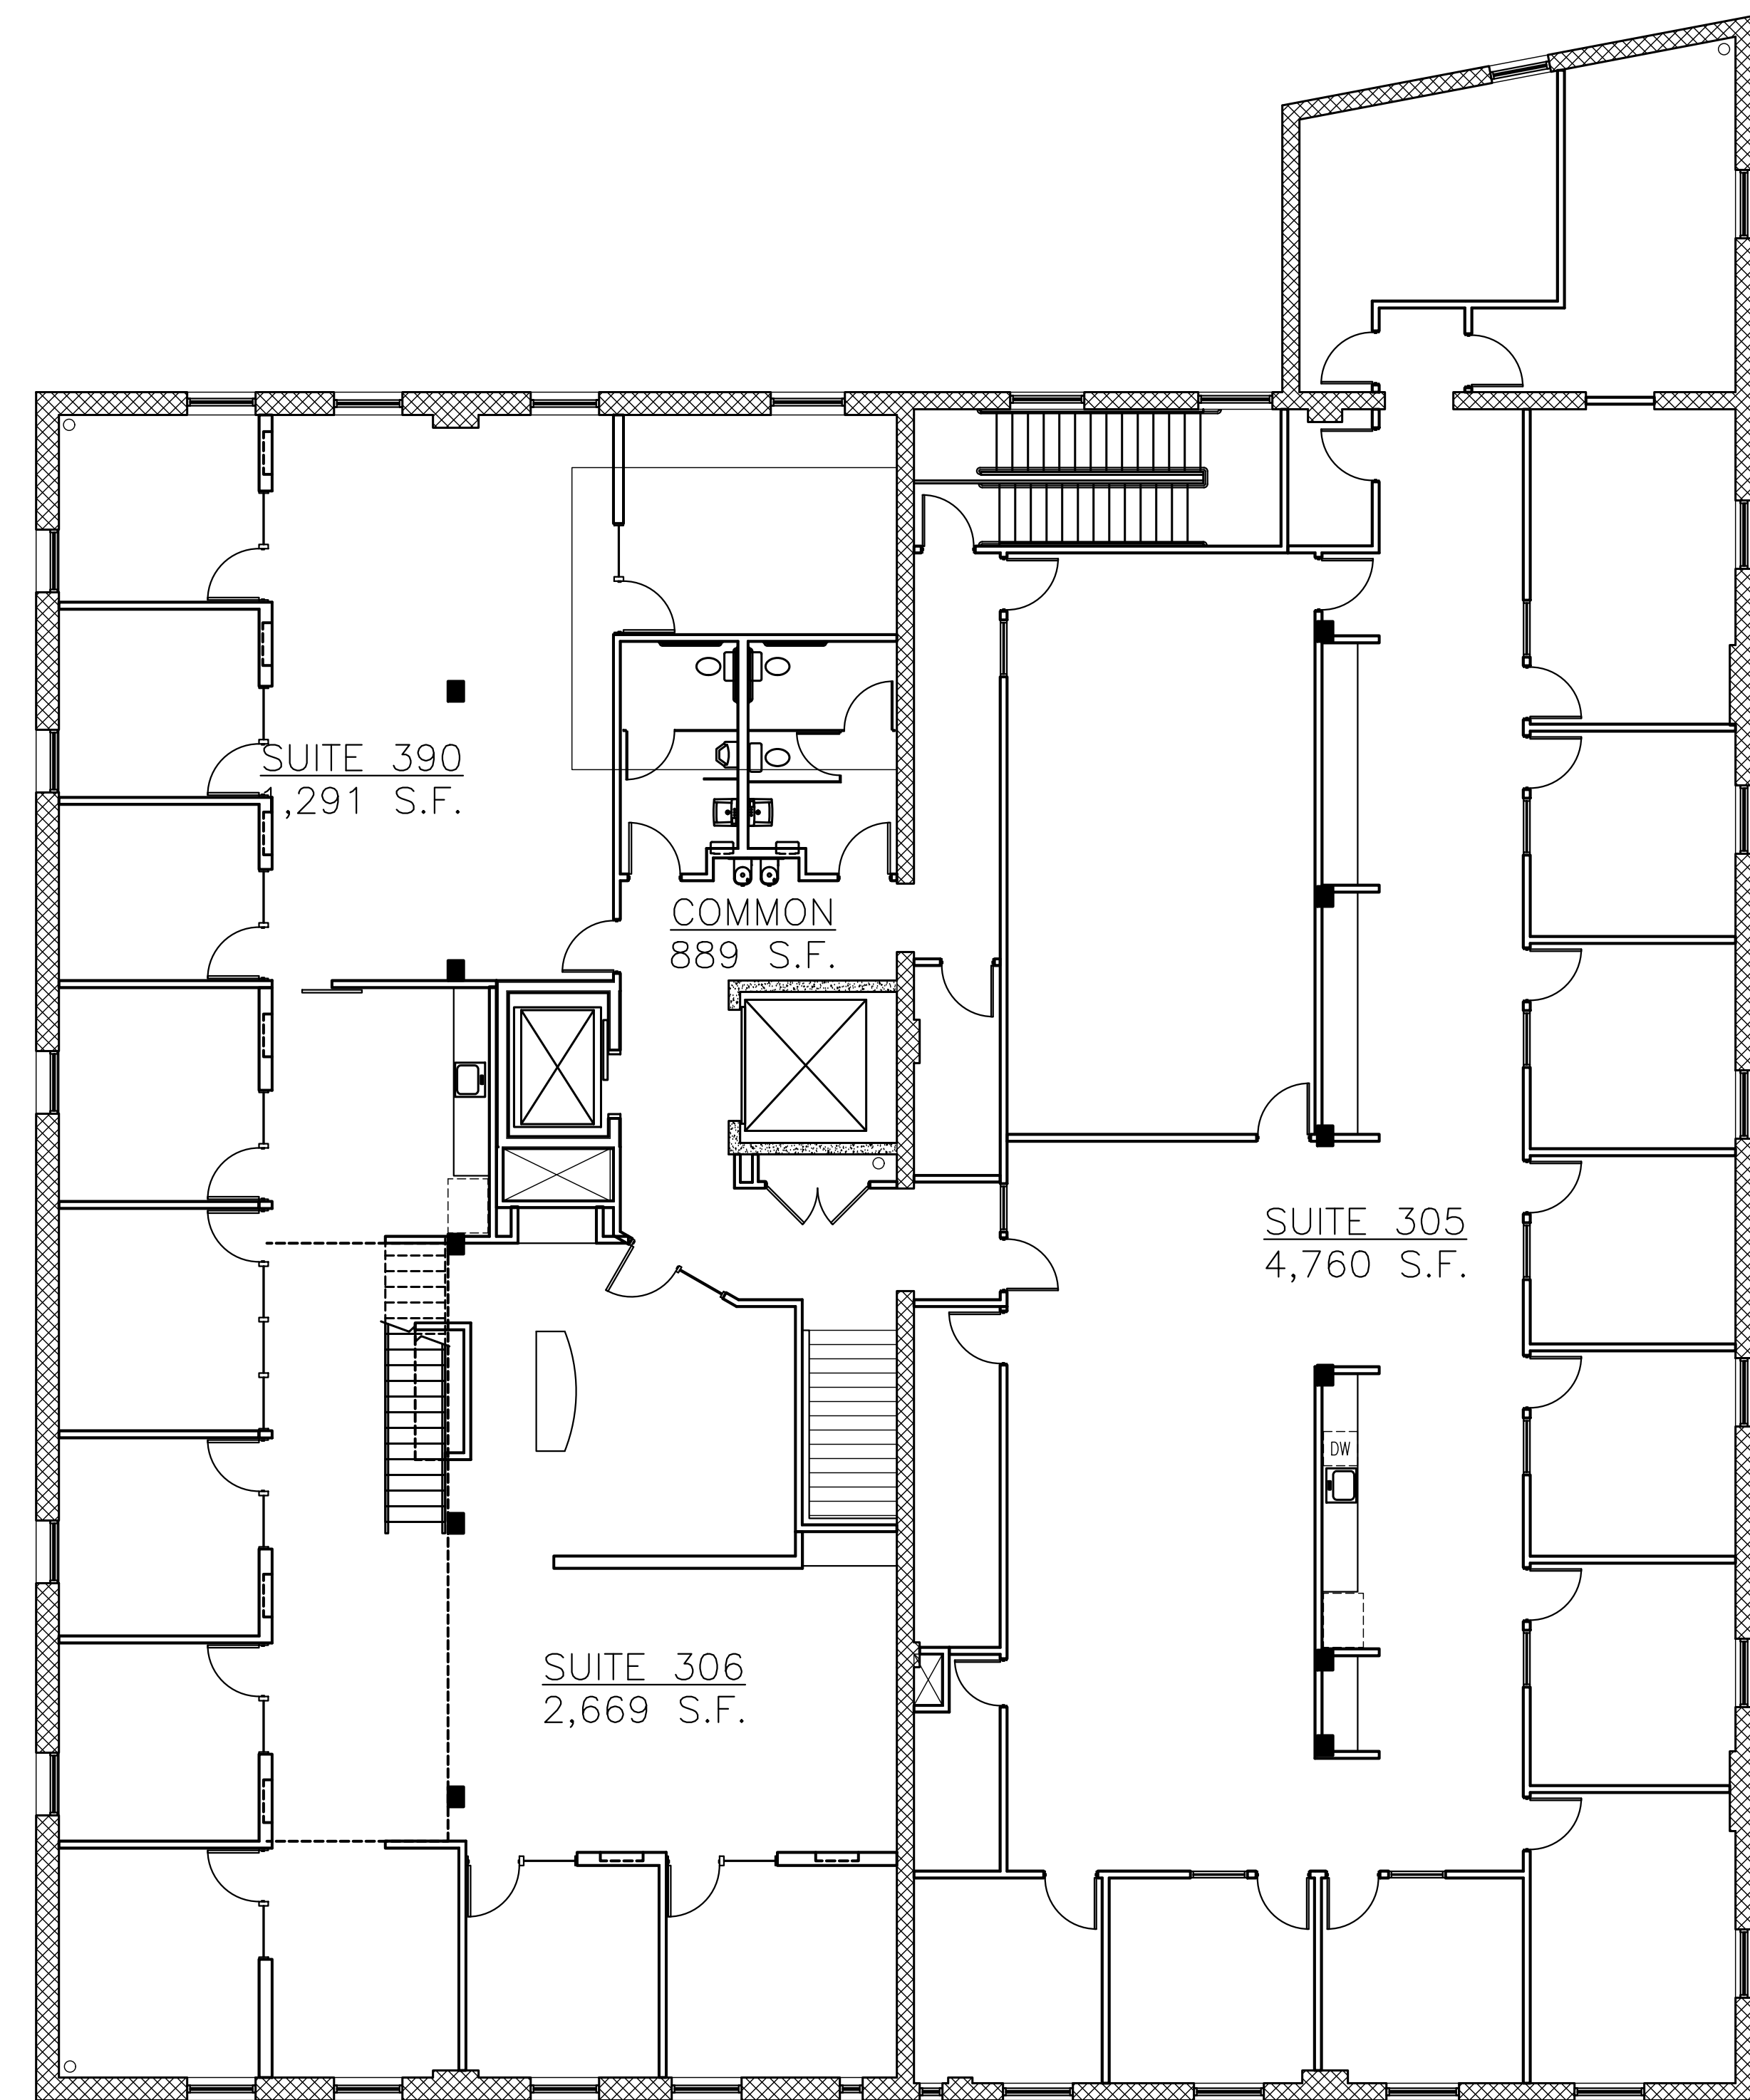 SUITE 390
1,291 S.F.
COMMON
889 S.F.
SUITE 305
4,760 S.F.
DW
SUITE 306
2,669 S.F.